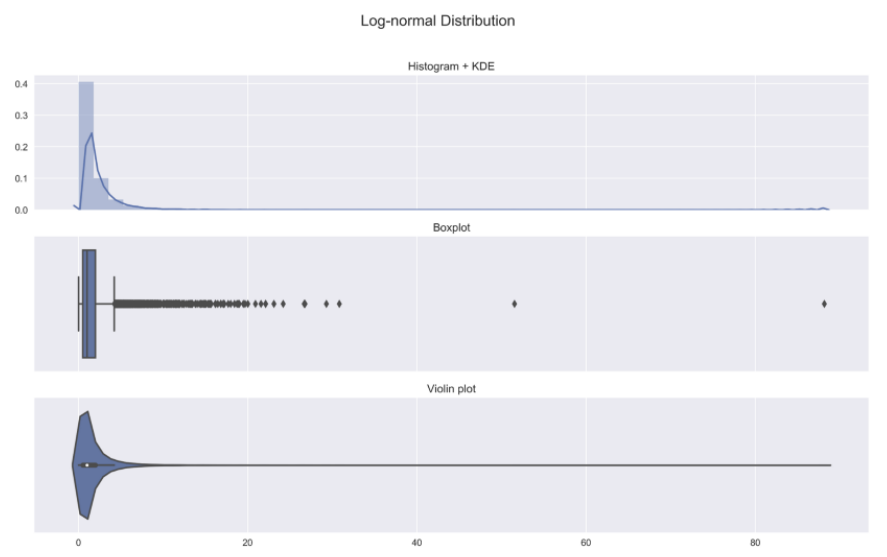 Log-normal Distribution
Histogram + KDE
0.4
0.3
0.2
0.1
0.0
Boxplot
Violin plot
0 20 40 60 80